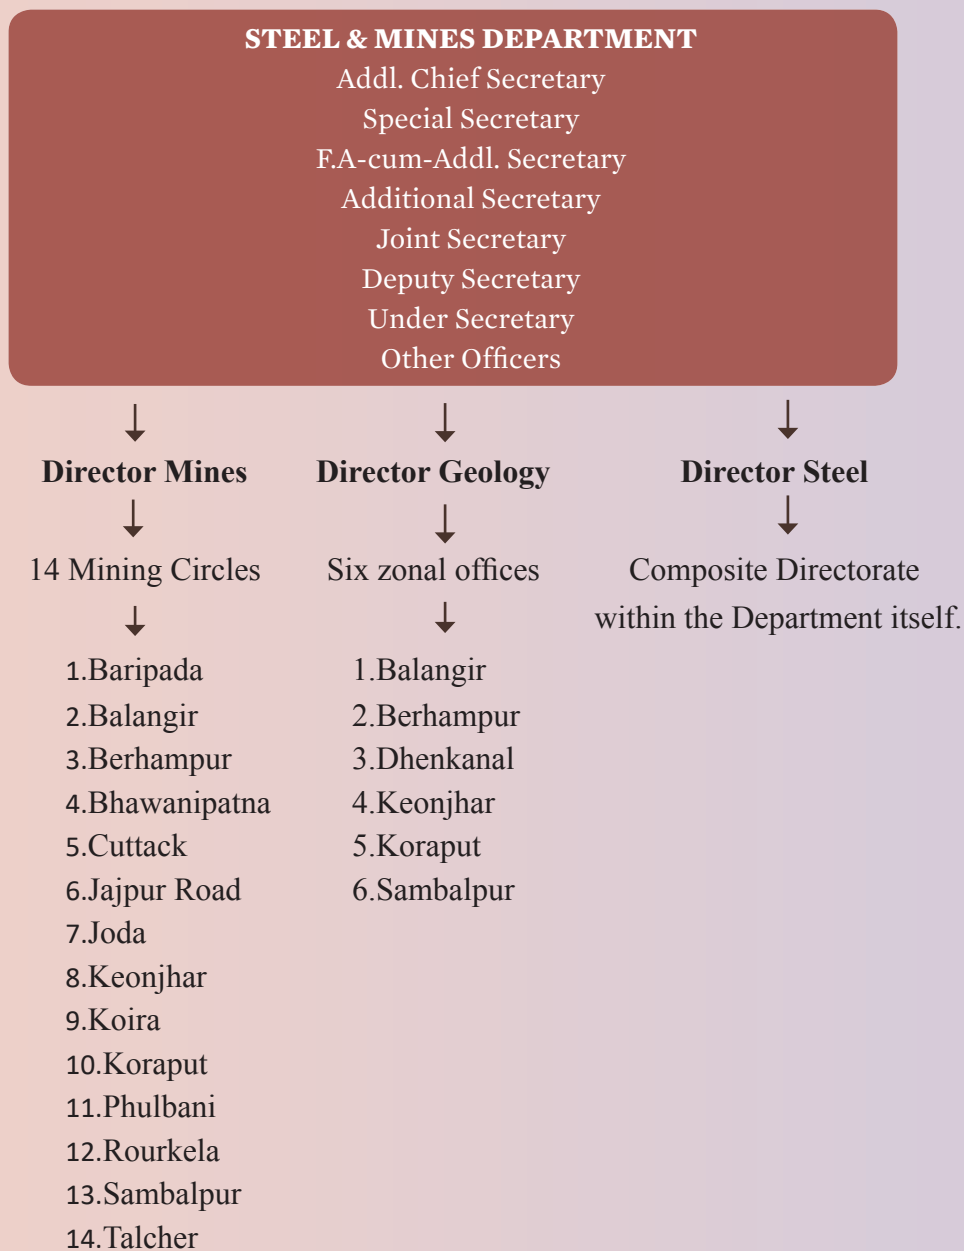 STEEL & MINES DEPARTMENT
Addl. Chief Secretary
Special Secretary
F.A-cum-Addl. Secretary
Additional Secretary
Joint Secretary
Deputy Secretary
Under Secretary
Other Officers
Director Mines
14 Mining Circles
1.Baripada
2.Balangir
3.Berhampur
4.Bhawanipatna
5.Cuttack
6.Jajpur Road
7.Joda
8.Keonjhar
9.Koira
10.Koraput
11.Phulbani
12.Rourkela
13.Sambalpur
14.Talcher
Director Geology
Six zonal offices
1.Balangir
2.Berhampur
3.Dhenkanal
4.Keonjhar
5.Koraput
6.Sambalpur
Director Steel
Composite Directorate
within the Department itself.